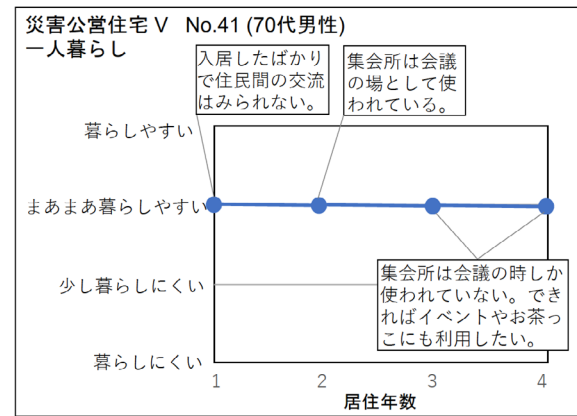 災害公営住宅Ⅴ No.41 (70代男性)
一人暮らし
入居したばかり
で住民間の交流
はみられない。
集会所は会議
の場として使
われている。
暮らしやすい
まあまあ暮らしやすい
少し暮らしにくい
暮らしにくい
集会所は会議の時しか
使われていない。でき
ればイベントやお茶っ
こにも利用したい。
1 2 3 4
居住年数